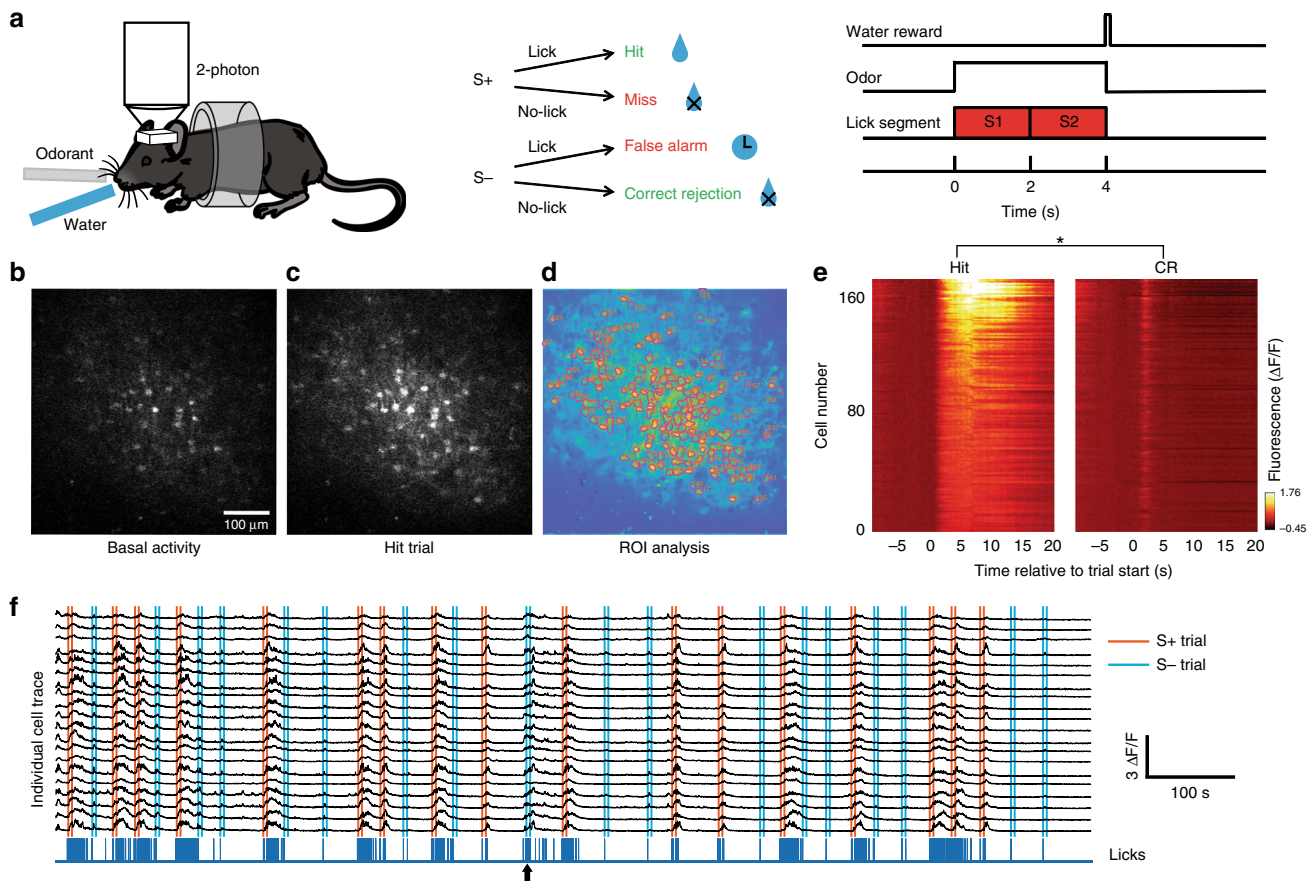 a
2-photon
Odorant
Water
S+
Lick
Hit
No-lick
Miss
S–
Lick
False alarm
No-lick
Correct rejection
Water reward
Odor
Lick segment
S1
S2
0
2
4
Time (s)
b
100 μm
Basal activity
c
Hit trial
d
ROI analysis
e
*
Hit
CR
Cell number
160
80
0
−5 0 5 10 15 20
−5 0 5 10 15 20
Time relative to trial start (s)
Fluorescence (ΔF/F)
1.76
−0.45
f
Individual cell trace
S+ trial
S− trial
3 ΔF/F
100 s
Licks